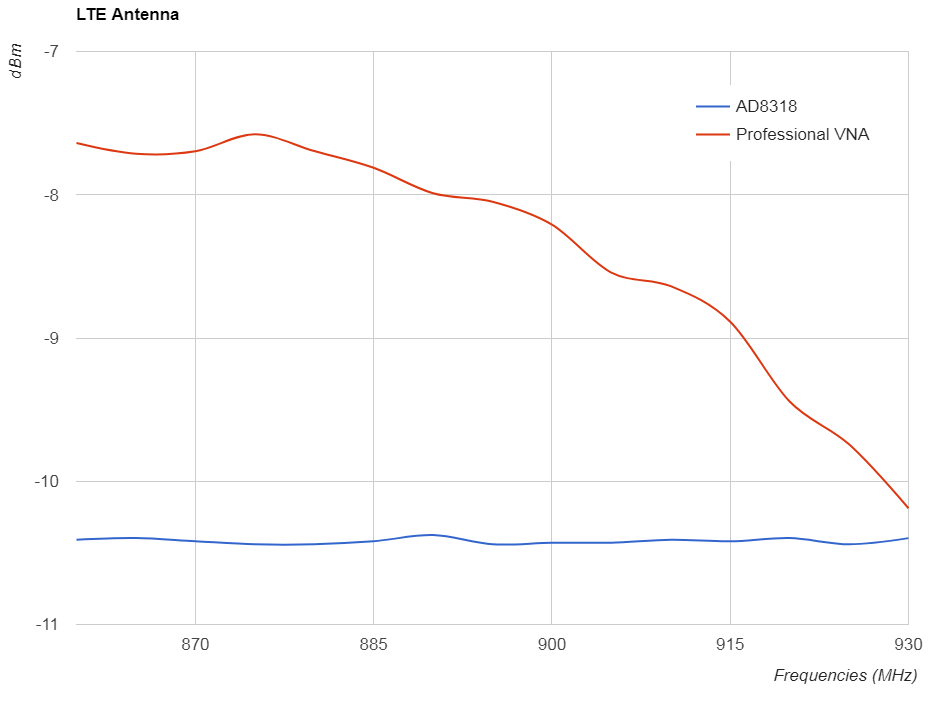 LTE Antenna
dBm
-7
-8
-9
-10
-11
AD8318
Professional VNA
870
885
900
915
930
Frequencies (MHz)